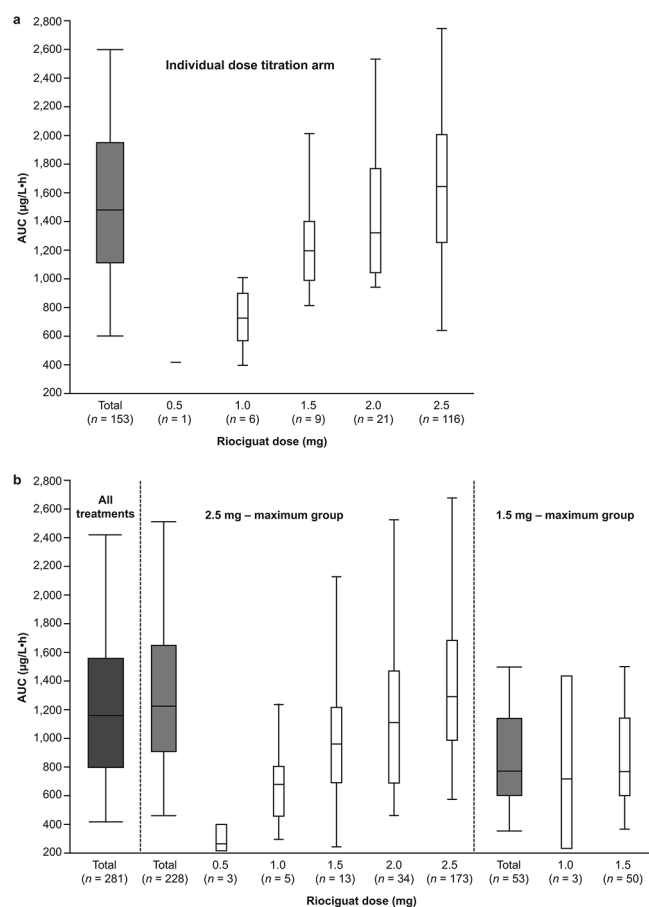 a
Individual dose titration arm
AUC (µg/L•h)
2,800
2,600
2,400
2,200
2,000
1,800
1,600
1,400
1,200
1,000
800
600
400
200
Total 0.5 1.0 1.5 2.0 2.5
(n = 153) (n = 1) (n = 6) (n = 9) (n = 21) (n = 116)
Riociguat dose (mg)
b
All treatments
2.5 mg – maximum group
1.5 mg – maximum group
AUC (µg/L•h)
2,800
2,600
2,400
2,200
2,000
1,800
1,600
1,400
1,200
1,000
800
600
400
200
Total Total 0.5 1.0 1.5 2.0 2.5 Total 1.0 1.5
(n = 281) (n = 228) (n = 3) (n = 5) (n = 13) (n = 34) (n = 173) (n = 53) (n = 3) (n = 50)
Riociguat dose (mg)